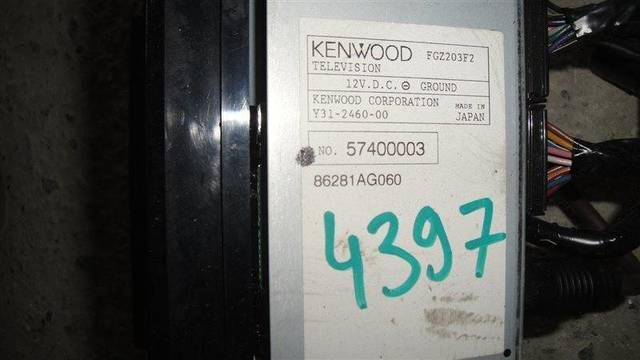 KENWOOD FGZ203F2
TELEVISION
12V.D.C. ⊖ GROUND
KENWOOD CORPORATION MADE IN
Y31-2460-00 JAPAN
NO. 57400003
86281AG060
4397